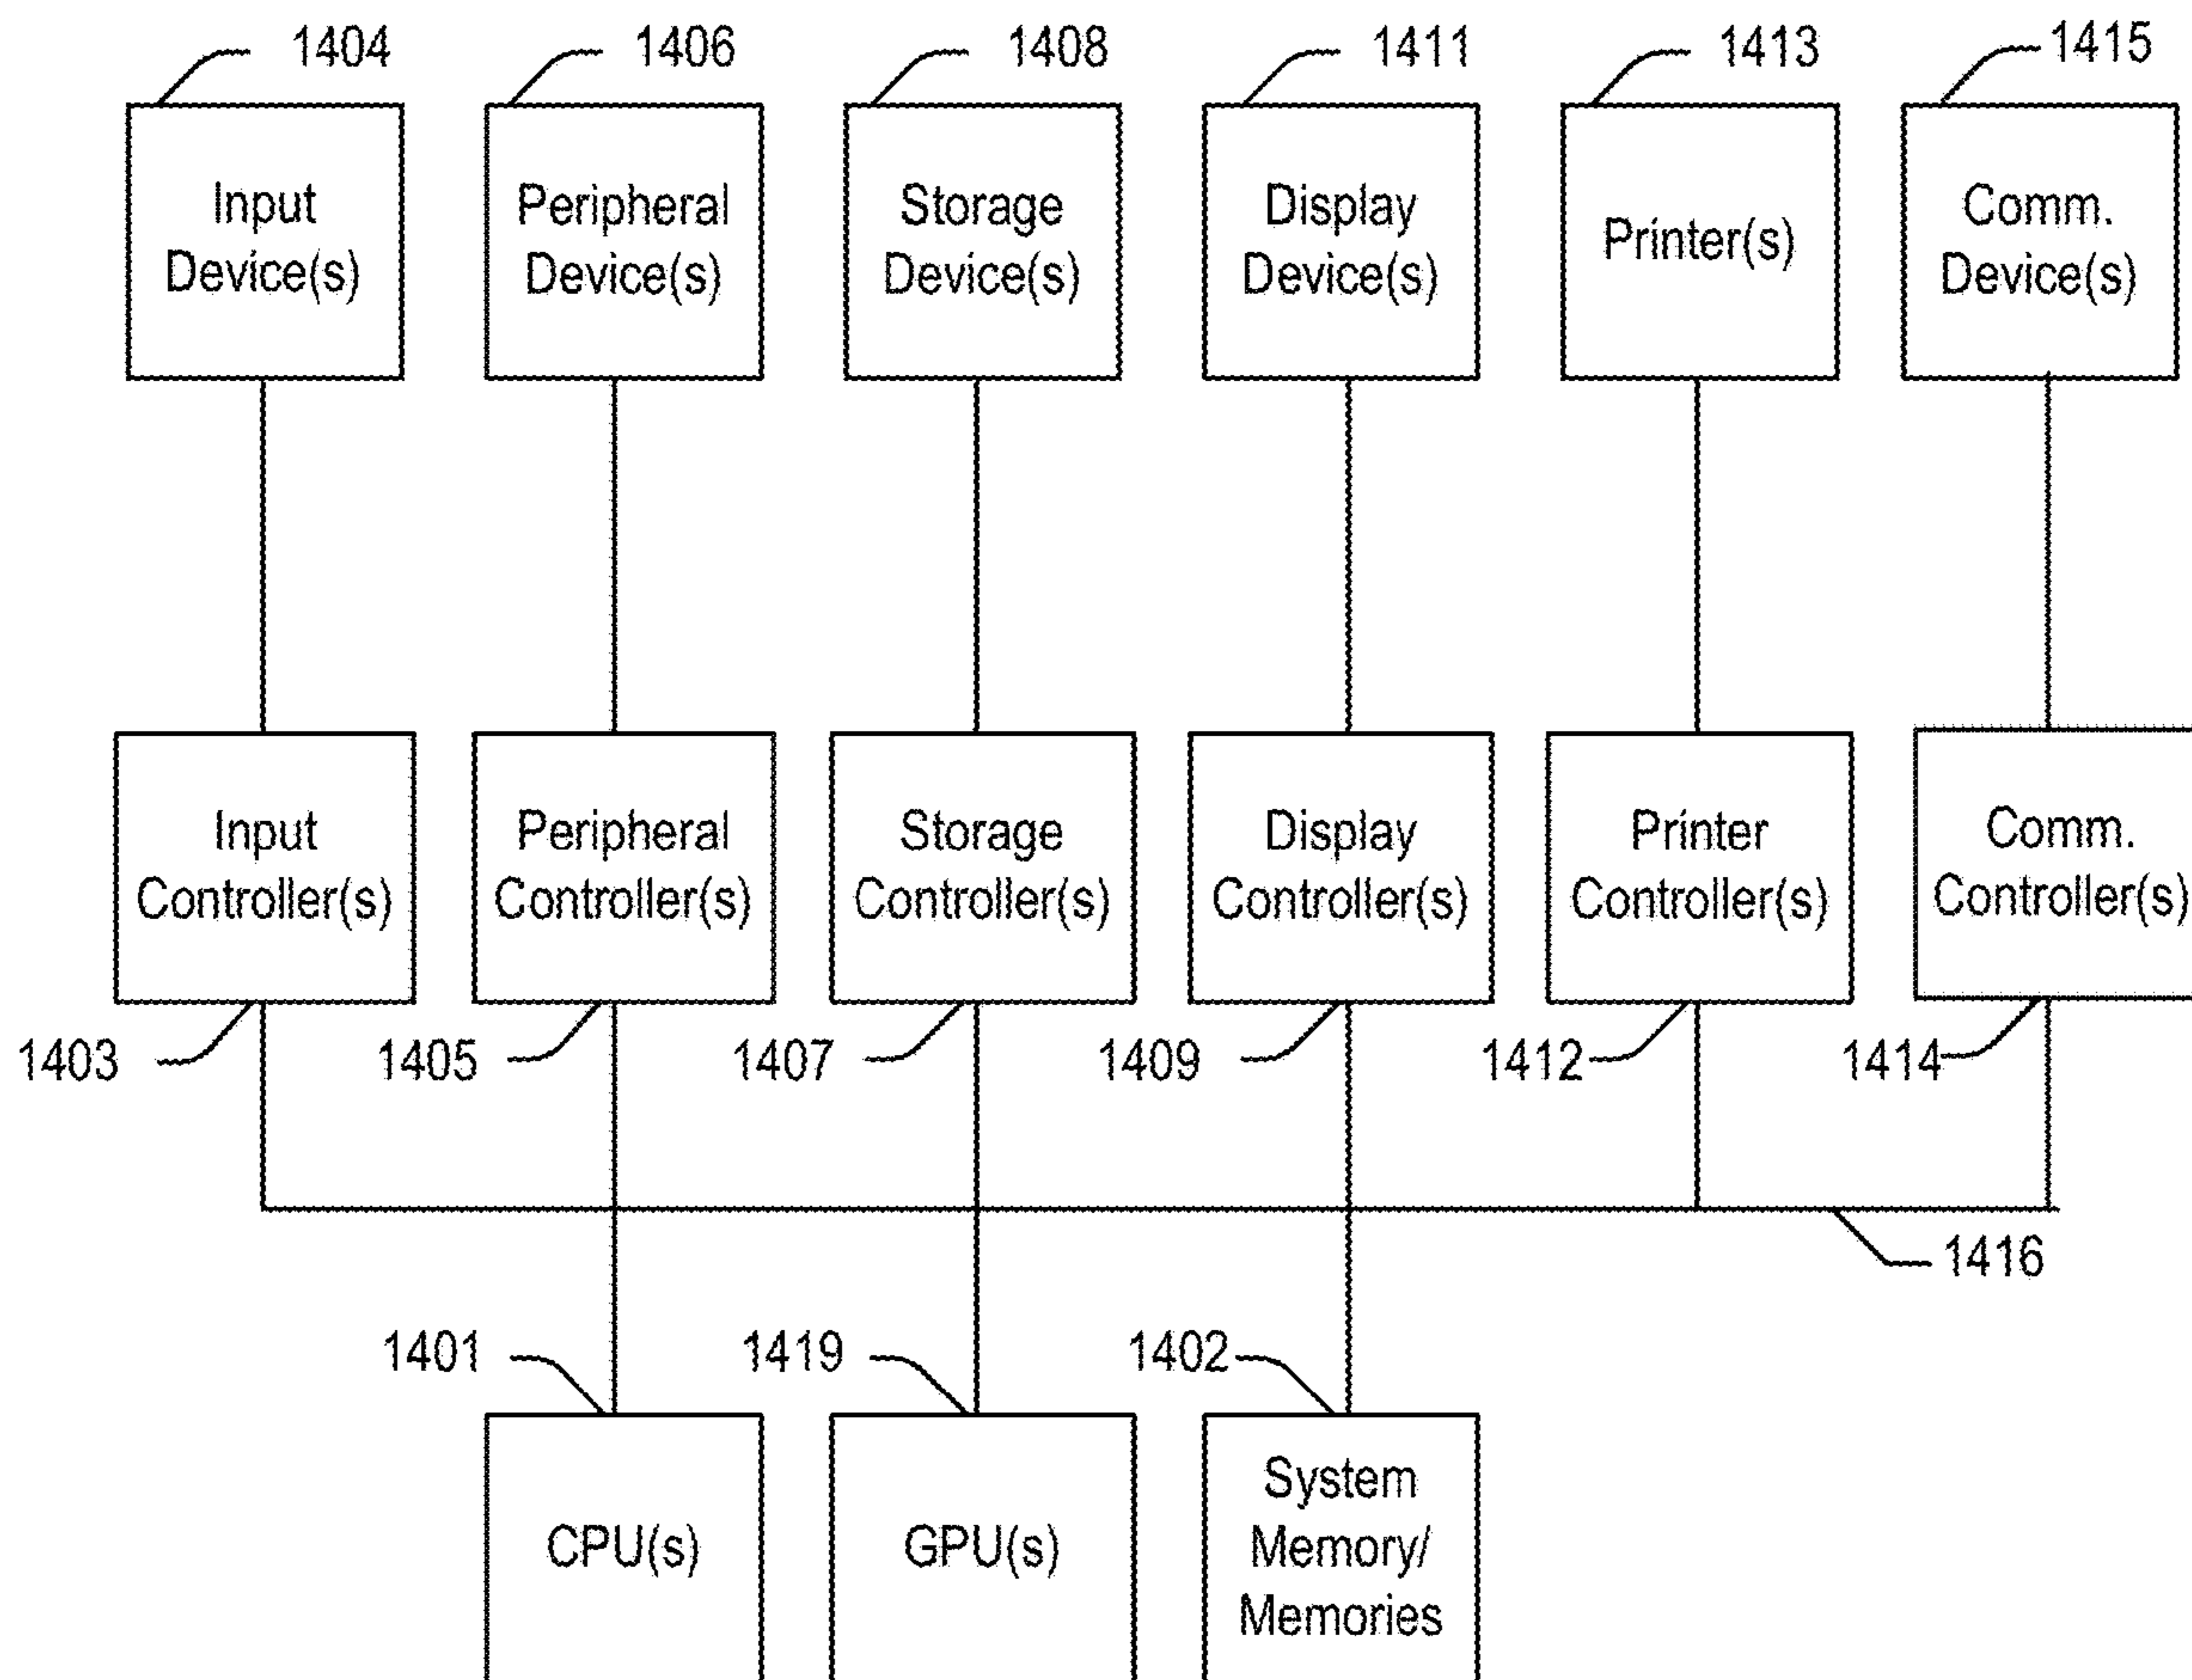 1404
1406
1408
1411
1413
1415
Input
Device(s)
Peripheral
Device(s)
Storage
Device(s)
Display
Device(s)
Printer(s)
Comm.
Device(s)
Input
Controller(s)
Peripheral
Controller(s)
Storage
Controller(s)
Display
Controller(s)
Printer
Controller(s)
Comm.
Controller(s)
1403
1405
1407
1409
1412
1414
1416
1401
1419
1402
CPU(s)
GPU(s)
System
Memory/
Memories